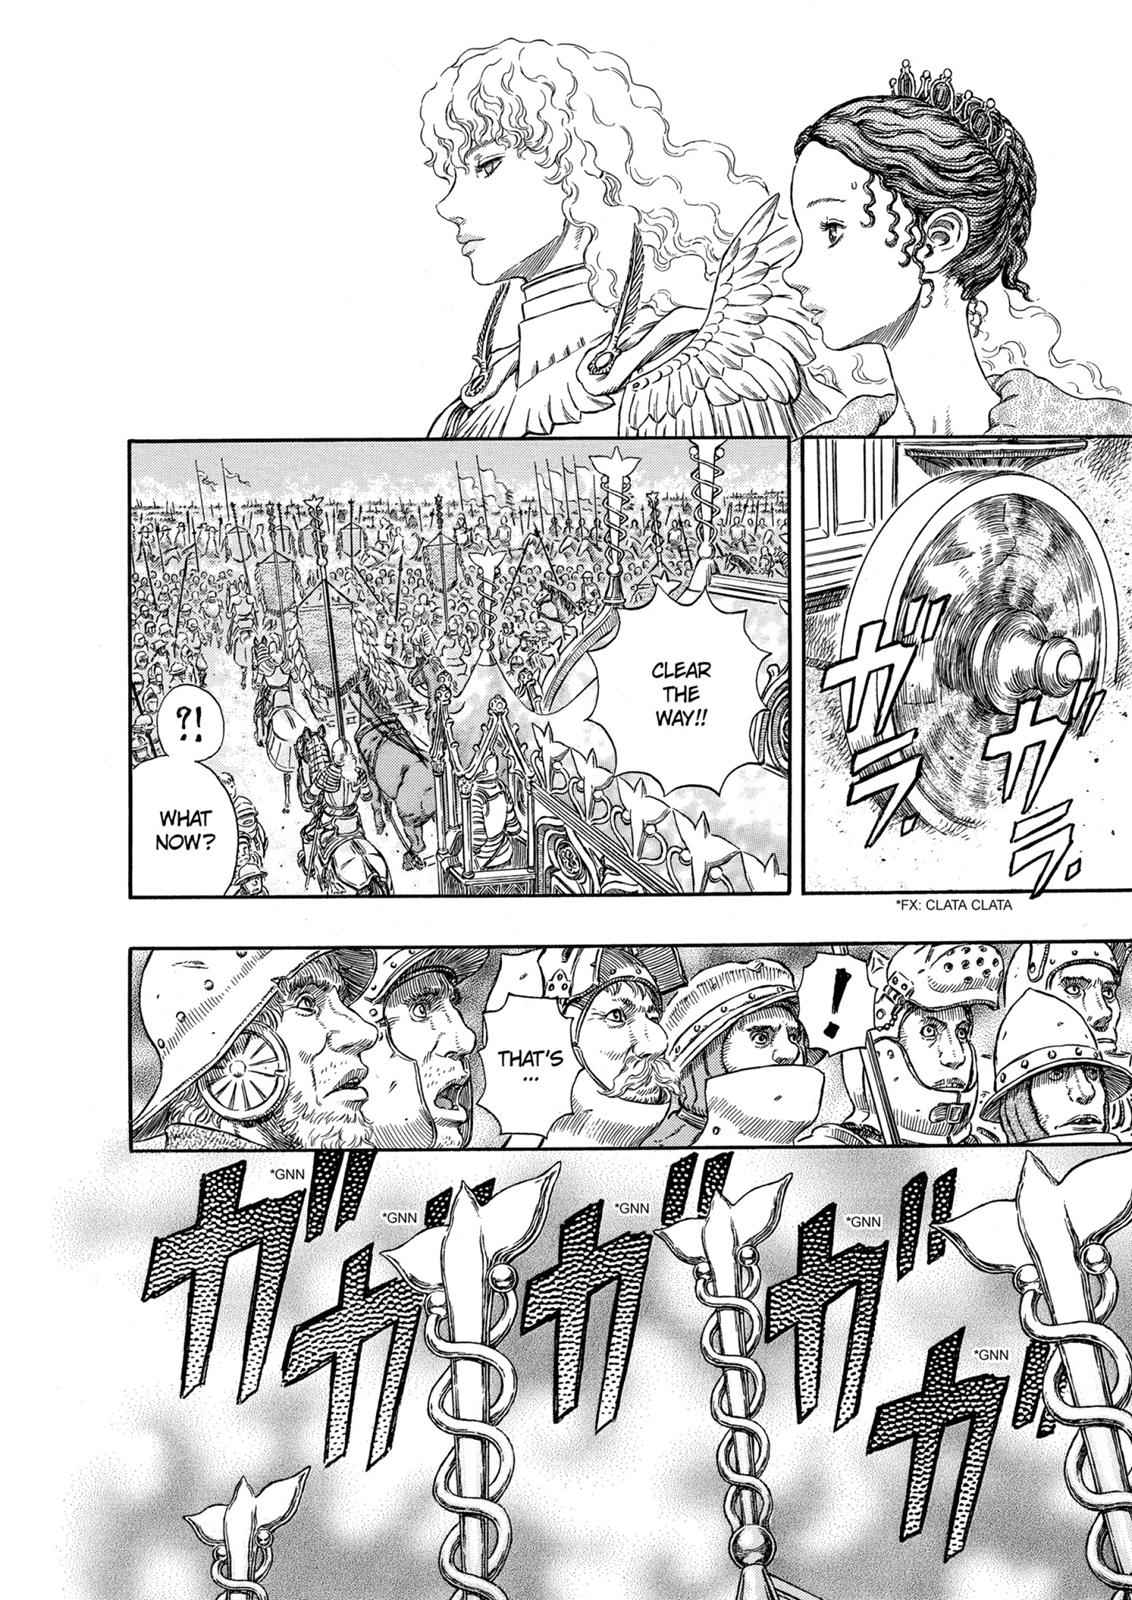 ガラ
ガラ
*FX: CLATA CLATA
CLEAR
THE
WAY!!
?!
WHAT
NOW?
!
THAT'S
...
*GNN
ガ
*GNN
ガ
*GNN
ガ
*GNN
ガ
*GNN
ガ